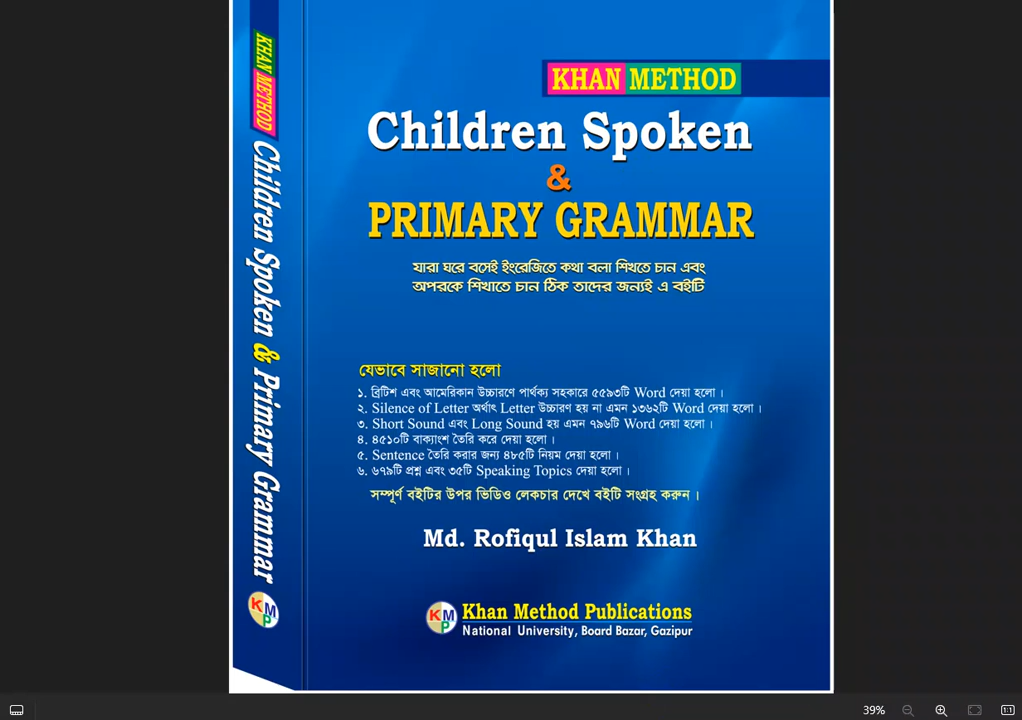 KHAN METHOD
Children Spoken
&
PRIMARY GRAMMAR
যারা ঘরে বসেই ইংরেজিতে কথা বলা শিখতে চান এবং
অপরকে শিখাতে চান ঠিক তাদের জন্যই এ বইটি
যেভাবে সাজানো হলো
১. ব্রিটিশ এবং আমেরিকান উচ্চারণে পার্থক্য সহকারে ৫৫৯৩টি Word দেয়া হলো।
২. Silence of Letter অর্থাৎ Letter উচ্চারণ হয় না এমন ১৩৬২টি Word দেয়া হলো।
৩. Short Sound এবং Long Sound হয় এমন ৭৯৬টি Word দেয়া হলো।
৪. ৪৫১০টি বাক্যাংশ তৈরি করে দেয়া হলো।
৫. Sentence তৈরি করার জন্য ৪৮৫টি নিয়ম দেয়া হলো।
৬. ৬৭৯টি প্রশ্ন এবং ৩৫টি Speaking Topics দেয়া হলো।
সম্পূর্ণ বইটির উপর ভিডিও লেকচার দেখে বইটি সংগ্রহ করুন।
Md. Rofiqul Islam Khan
KMP
Khan Method Publications
National University, Board Bazar, Gazipur
KHAN METHOD Children Spoken & Primary Grammar
KMP
39%
1:1